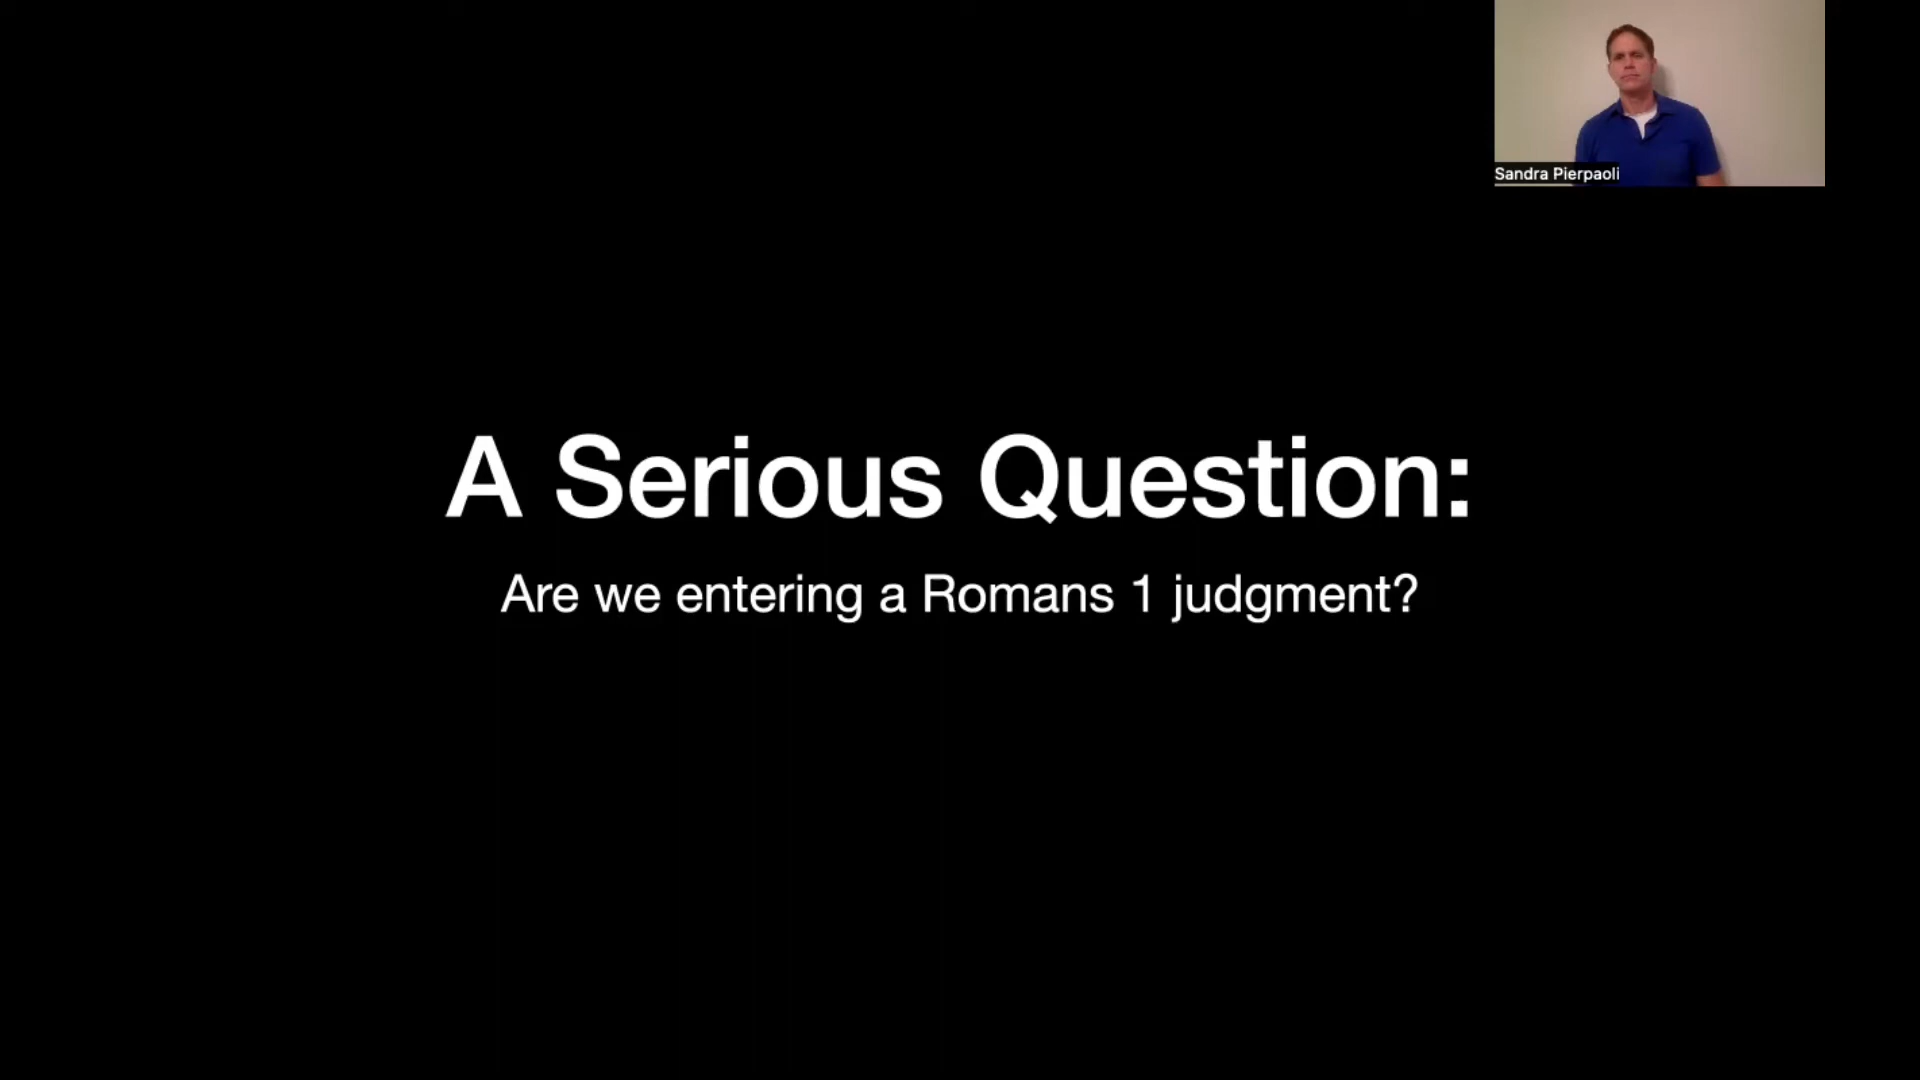 Sandra Pierpaoli
A Serious Question:
Are we entering a Romans 1 judgment?